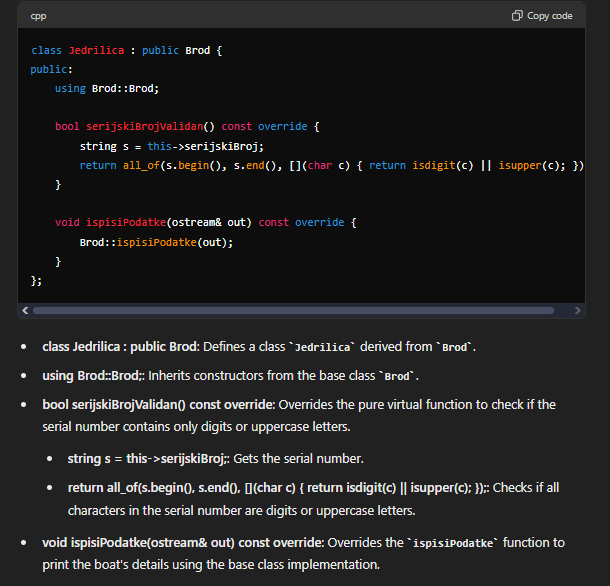 cpp
Copy code
class Jedrilica : public Brod {
public:
    using Brod::Brod;

    bool serijskiBrojValidan() const override {
        string s = this->serijskiBroj;
        return all_of(s.begin(), s.end(), [](char c) { return isdigit(c) || isupper(c); })
    }

    void ispisiPodatke(ostream& out) const override {
        Brod::ispisiPodatke(out);
    }
};
• class Jedrilica : public Brod: Defines a class `Jedrilica` derived from `Brod`.
• using Brod::Brod;: Inherits constructors from the base class `Brod`.
• bool serijskiBrojValidan() const override: Overrides the pure virtual function to check if the
serial number contains only digits or uppercase letters.
• string s = this->serijskiBroj;: Gets the serial number.
• return all_of(s.begin(), s.end(), [](char c) { return isdigit(c) || isupper(c); });: Checks if all
characters in the serial number are digits or uppercase letters.
• void ispisiPodatke(ostream& out) const override: Overrides the `ispisiPodatke` function to
print the boat's details using the base class implementation.